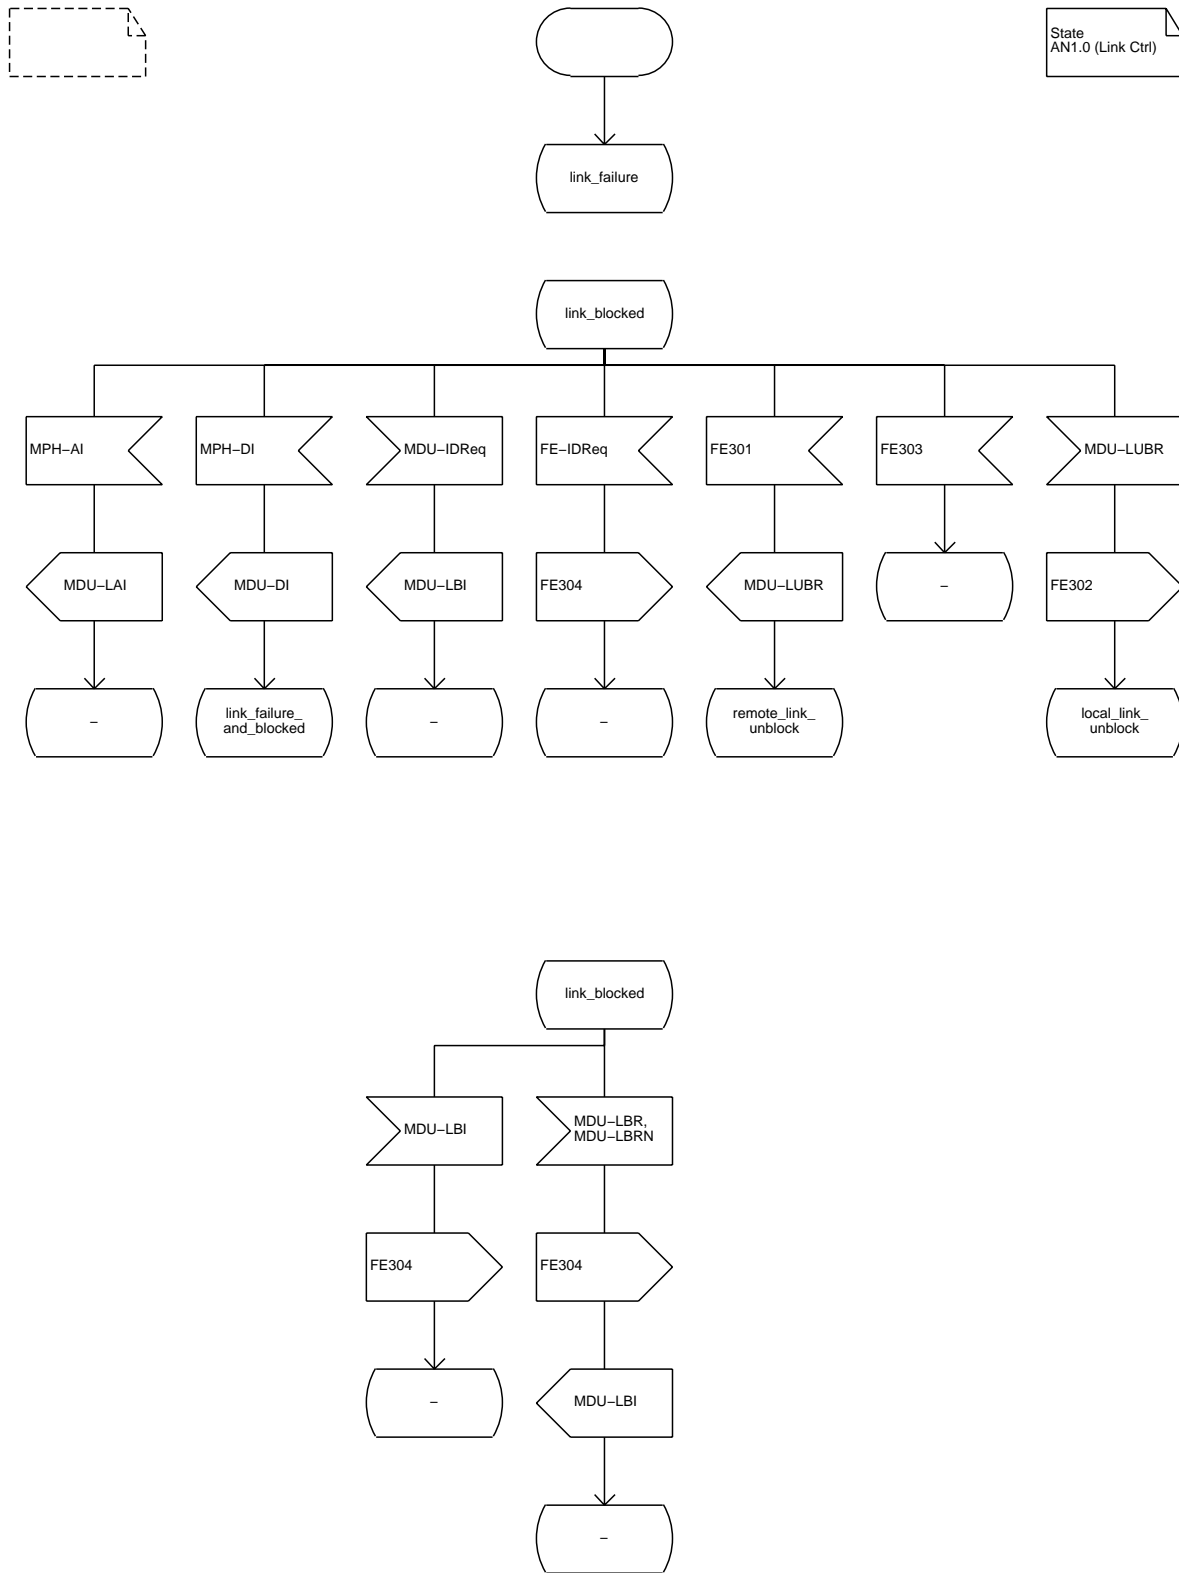 State
AN1.0 (Link Ctrl)
link_failure
link_blocked
MPH–AI
MPH–DI
MDU–IDReq
FE–IDReq
FE301
FE303
MDU–LUBR
MDU–LAI
MDU–DI
MDU–LBI
FE304
MDU–LUBR
–
FE302
–
link_failure_
and_blocked
–
–
remote_link_
unblock
local_link_
unblock
link_blocked
MDU–LBI
MDU–LBR,
MDU–LBRN
FE304
FE304
–
MDU–LBI
–